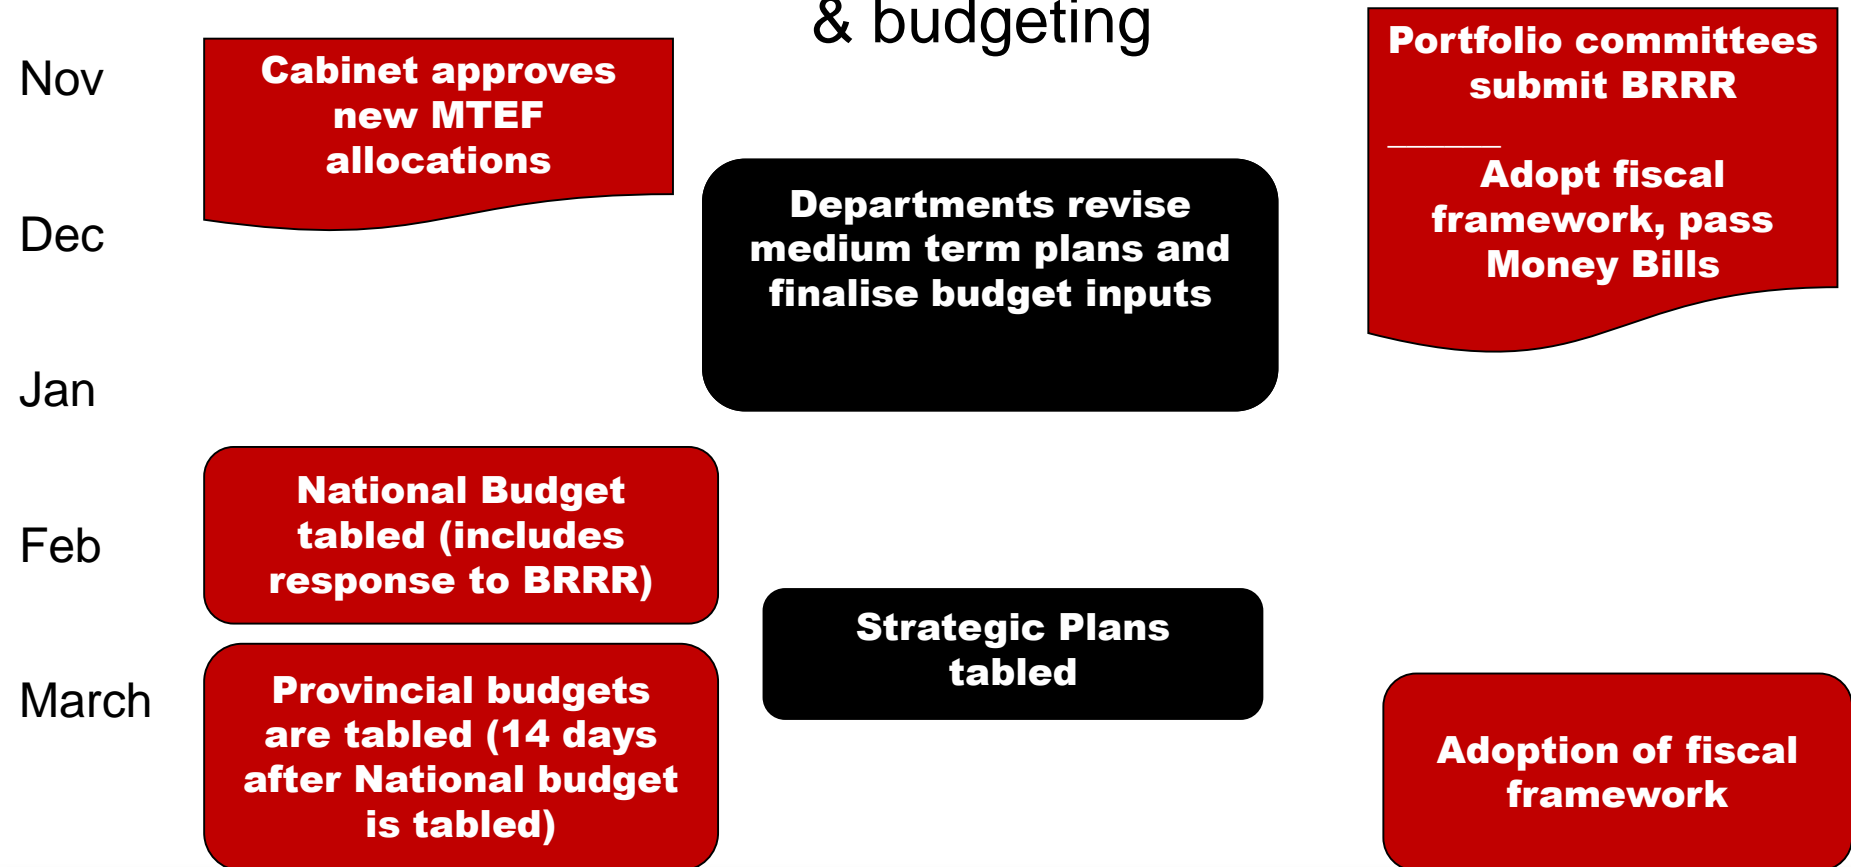 & budgeting
Nov
Dec
Jan
Feb
March
Cabinet approves
new MTEF
allocations
National Budget
tabled (includes
response to BRRR)
Provincial budgets
are tabled (14 days
after National budget
is tabled)
Departments revise
medium term plans and
finalise budget inputs
Strategic Plans
tabled
Portfolio committees
submit BRRR
Adopt fiscal
framework, pass
Money Bills
Adoption of fiscal
framework